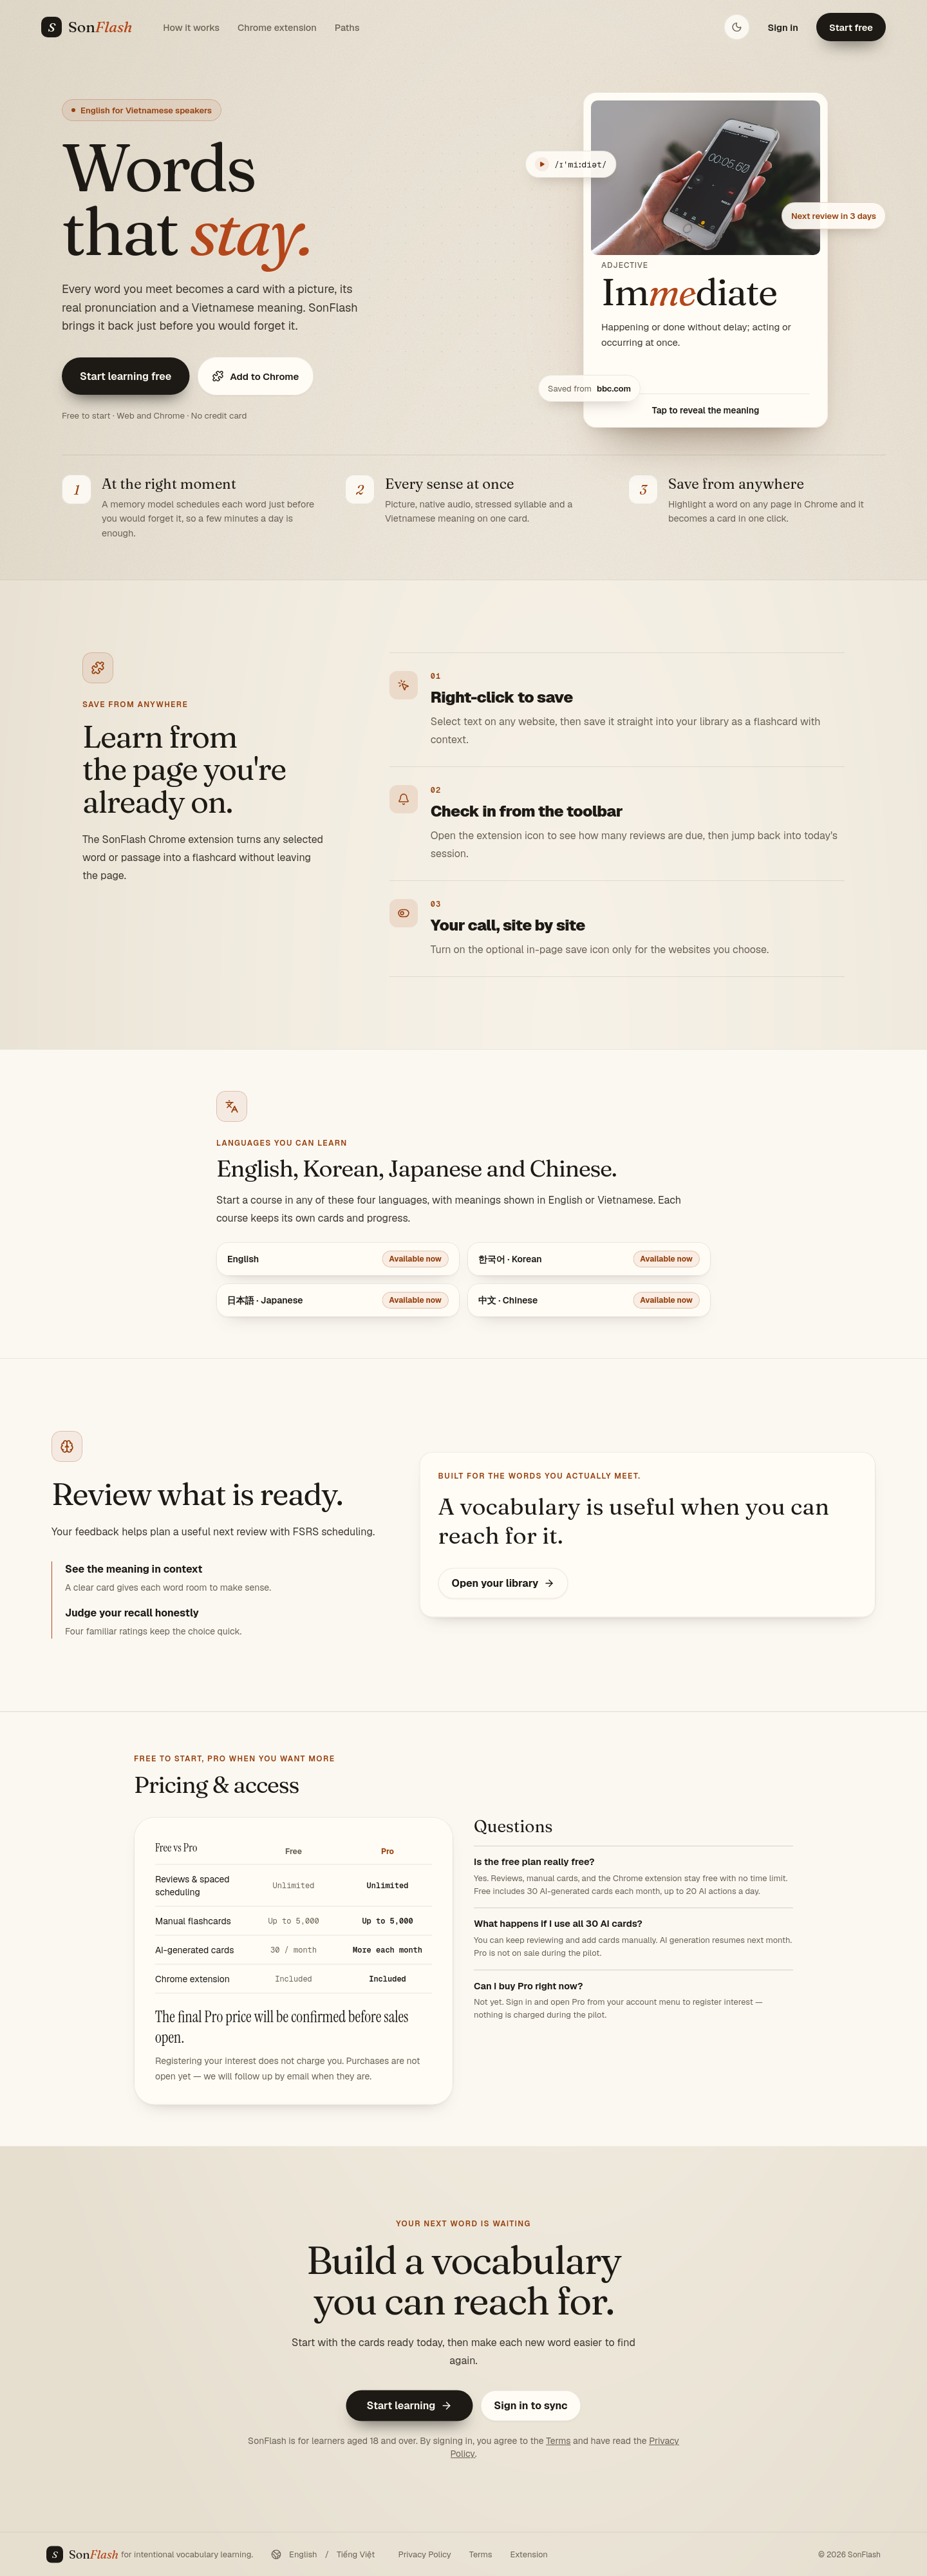 S SonFlash How it works Chrome extension Paths Sign in Start free
English for Vietnamese speakers
Words
that stay.
Every word you meet becomes a card with a picture, its
real pronunciation and a Vietnamese meaning. SonFlash
brings it back just before you would forget it.
Start learning free Add to Chrome
Free to start · Web and Chrome · No credit card
/ɪˈmiːdiət/
00:05.60
Next review in 3 days
ADJECTIVE
Immediate
Happening or done without delay; acting or
occurring at once.
Saved from bbc.com
Tap to reveal the meaning
1 At the right moment
A memory model schedules each word just before
you would forget it, so a few minutes a day is
enough.
2 Every sense at once
Picture, native audio, stressed syllable and a
Vietnamese meaning on one card.
3 Save from anywhere
Highlight a word on any page in Chrome and it
becomes a card in one click.
SAVE FROM ANYWHERE
Learn from
the page you're
already on.
The SonFlash Chrome extension turns any selected
word or passage into a flashcard without leaving
the page.
01
Right-click to save
Select text on any website, then save it straight into your library as a flashcard with
context.
02
Check in from the toolbar
Open the extension icon to see how many reviews are due, then jump back into today's
session.
03
Your call, site by site
Turn on the optional in-page save icon only for the websites you choose.
LANGUAGES YOU CAN LEARN
English, Korean, Japanese and Chinese.
Start a course in any of these four languages, with meanings shown in English or Vietnamese. Each
course keeps its own cards and progress.
English Available now
한국어 · Korean Available now
日本語 · Japanese Available now
中文 · Chinese Available now
Review what is ready.
Your feedback helps plan a useful next review with FSRS scheduling.
See the meaning in context
A clear card gives each word room to make sense.
Judge your recall honestly
Four familiar ratings keep the choice quick.
BUILT FOR THE WORDS YOU ACTUALLY MEET.
A vocabulary is useful when you can
reach for it.
Open your library
FREE TO START, PRO WHEN YOU WANT MORE
Pricing & access
Free vs Pro Free Pro
Reviews & spaced
scheduling Unlimited Unlimited
Manual flashcards Up to 5,000 Up to 5,000
AI-generated cards 30 / month More each month
Chrome extension Included Included
The final Pro price will be confirmed before sales
open.
Registering your interest does not charge you. Purchases are not
open yet — we will follow up by email when they are.
Questions
Is the free plan really free?
Yes. Reviews, manual cards, and the Chrome extension stay free with no time limit.
Free includes 30 AI-generated cards each month, up to 20 AI actions a day.
What happens if I use all 30 AI cards?
You can keep reviewing and add cards manually. AI generation resumes next month.
Pro is not on sale during the pilot.
Can I buy Pro right now?
Not yet. Sign in and open Pro from your account menu to register interest —
nothing is charged during the pilot.
YOUR NEXT WORD IS WAITING
Build a vocabulary
you can reach for.
Start with the cards ready today, then make each new word easier to find
again.
Start learning Sign in to sync
SonFlash is for learners aged 18 and over. By signing in, you agree to the Terms and have read the Privacy
Policy.
S SonFlash for intentional vocabulary learning. English / Tiếng Việt Privacy Policy Terms Extension © 2026 SonFlash